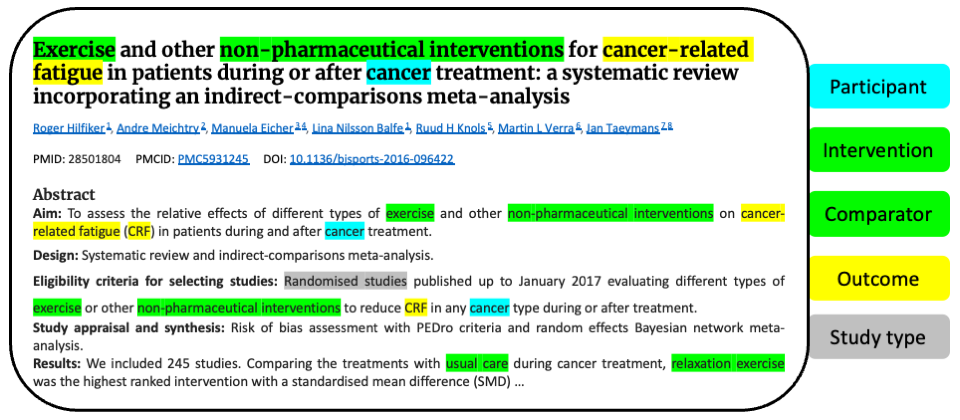 Exercise and other non-pharmaceutical interventions for cancer-related
fatigue in patients during or after cancer treatment: a systematic review
incorporating an indirect-comparisons meta-analysis
Roger Hilfiker 1, Andre Meichtry 2, Manuela Eicher 3 4, Lina Nilsson Balfe 1, Ruud H Knols 5, Martin L Verra 6, Jan Taeymans 7 8
PMID: 28501804 PMCID: PMC5931245 DOI: 10.1136/bjsports-2016-096422
Abstract
Aim: To assess the relative effects of different types of exercise and other non-pharmaceutical interventions on cancer-
related fatigue (CRF) in patients during and after cancer treatment.
Design: Systematic review and indirect-comparisons meta-analysis.
Eligibility criteria for selecting studies: Randomised studies published up to January 2017 evaluating different types of
exercise or other non-pharmaceutical interventions to reduce CRF in any cancer type during or after treatment.
Study appraisal and synthesis: Risk of bias assessment with PEDro criteria and random effects Bayesian network meta-
analysis.
Results: We included 245 studies. Comparing the treatments with usual care during cancer treatment, relaxation exercise
was the highest ranked intervention with a standardised mean difference (SMD) ...
Participant
Intervention
Comparator
Outcome
Study type